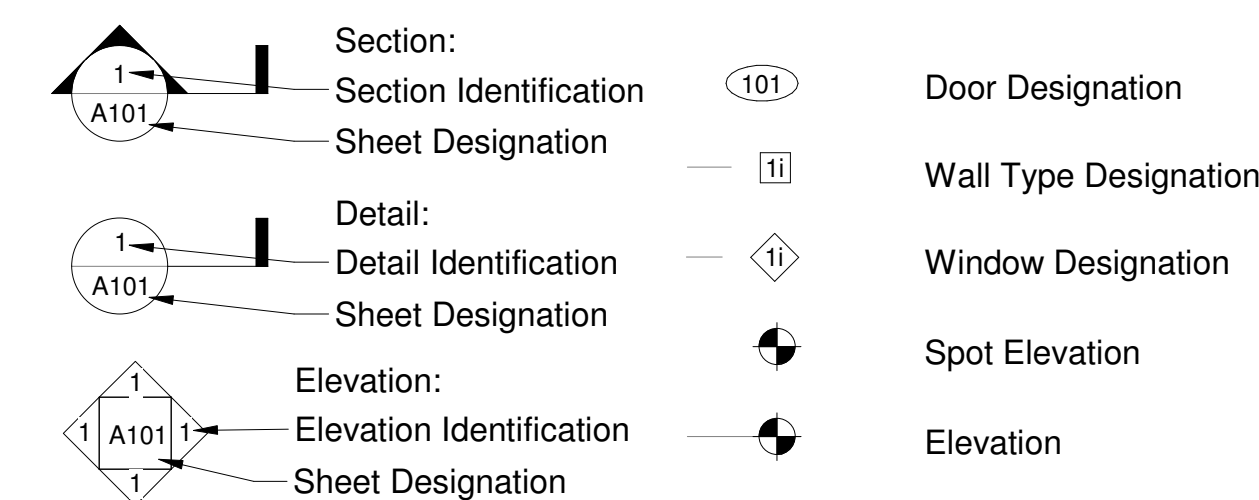 Section:
1
Section Identification
A101
Sheet Designation
Detail:
1
Detail Identification
A101
Sheet Designation
Elevation:
1
1 A101 1
Elevation Identification
1
Sheet Designation
101 Door Designation
1i Wall Type Designation
1i Window Designation
Spot Elevation
Elevation